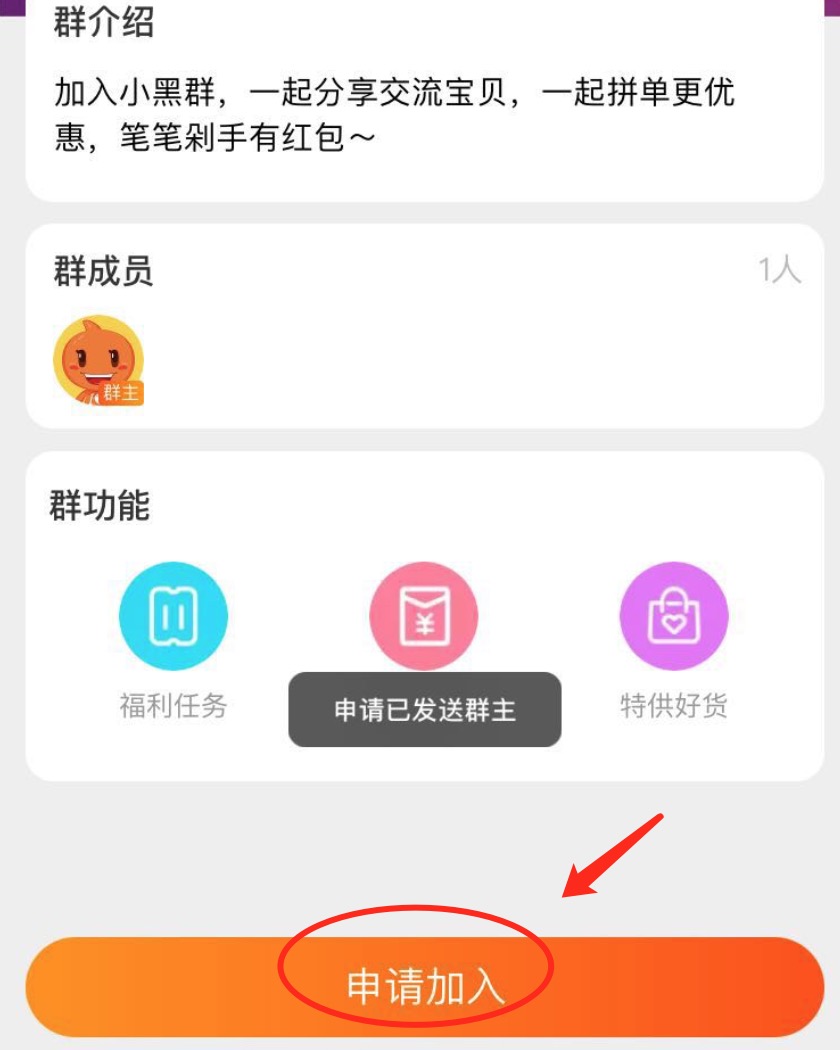 群介绍
加入小黑群，一起分享交流宝贝，一起拼单更优
惠，笔笔剁手有红包～
群成员
1人
群主
群功能
¥
福利任务
申请已发送群主
特供好货
申请加入